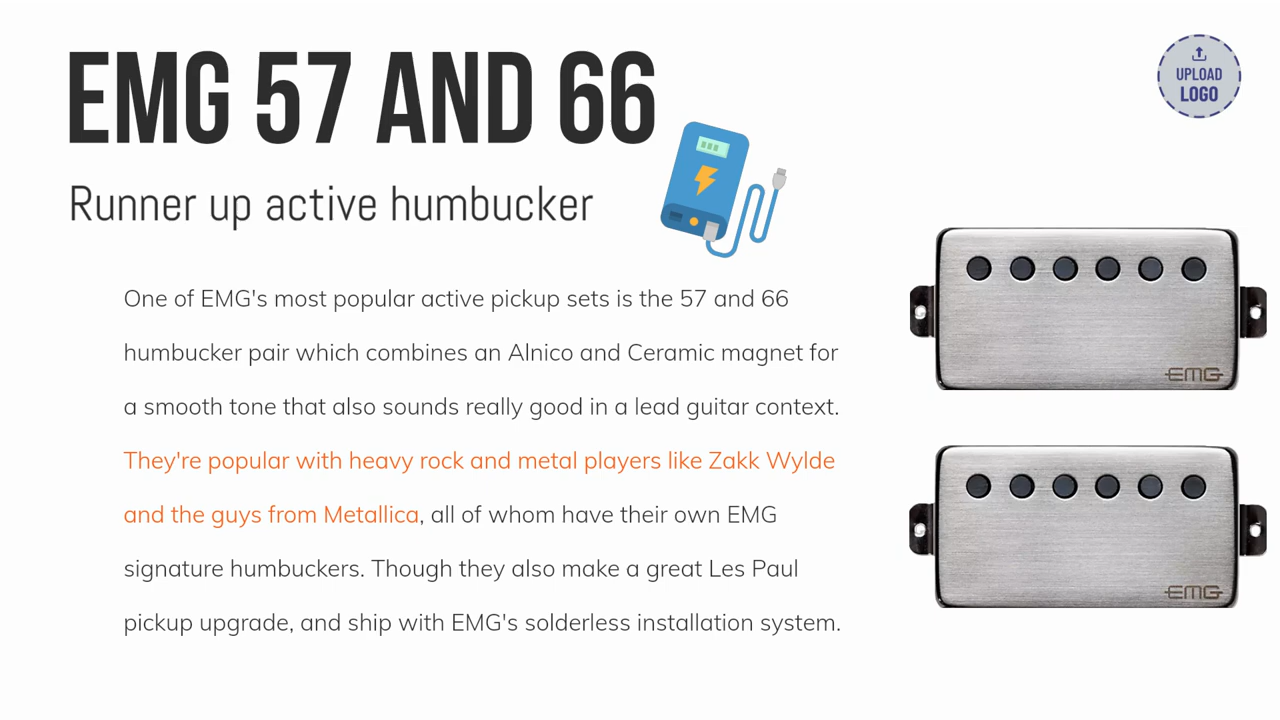 EMG 57 AND 66
UPLOAD
LOGO
Runner up active humbucker
One of EMG's most popular active pickup sets is the 57 and 66
humbucker pair which combines an Alnico and Ceramic magnet for
a smooth tone that also sounds really good in a lead guitar context.
They're popular with heavy rock and metal players like Zakk Wylde
and the guys from Metallica, all of whom have their own EMG
signature humbuckers. Though they also make a great Les Paul
pickup upgrade, and ship with EMG's solderless installation system.
EMG
EMG